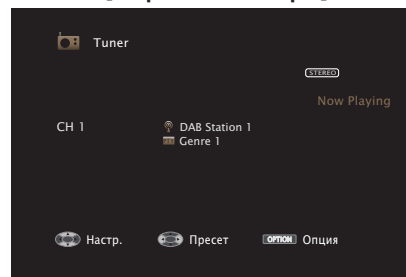 Tuner
STEREO
Now Playing
CH 1
DAB Station 1
Genre 1
Настр. Пресет OPTION Опция